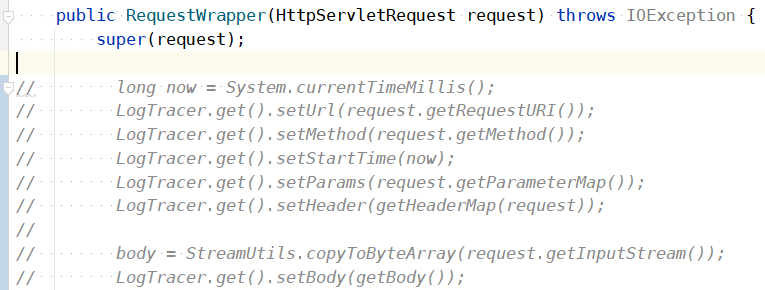 public RequestWrapper(HttpServletRequest request) throws IOException {
super(request);
// long now = System.currentTimeMillis();
// LogTracer.get().setUrl(request.getRequestURI());
// LogTracer.get().setMethod(request.getMethod());
// LogTracer.get().setStartTime(now);
// LogTracer.get().setParams(request.getParameterMap());
// LogTracer.get().setHeader(getHeaderMap(request));
//
// body = StreamUtils.copyToByteArray(request.getInputStream());
// LogTracer.get().setBody(getBody());